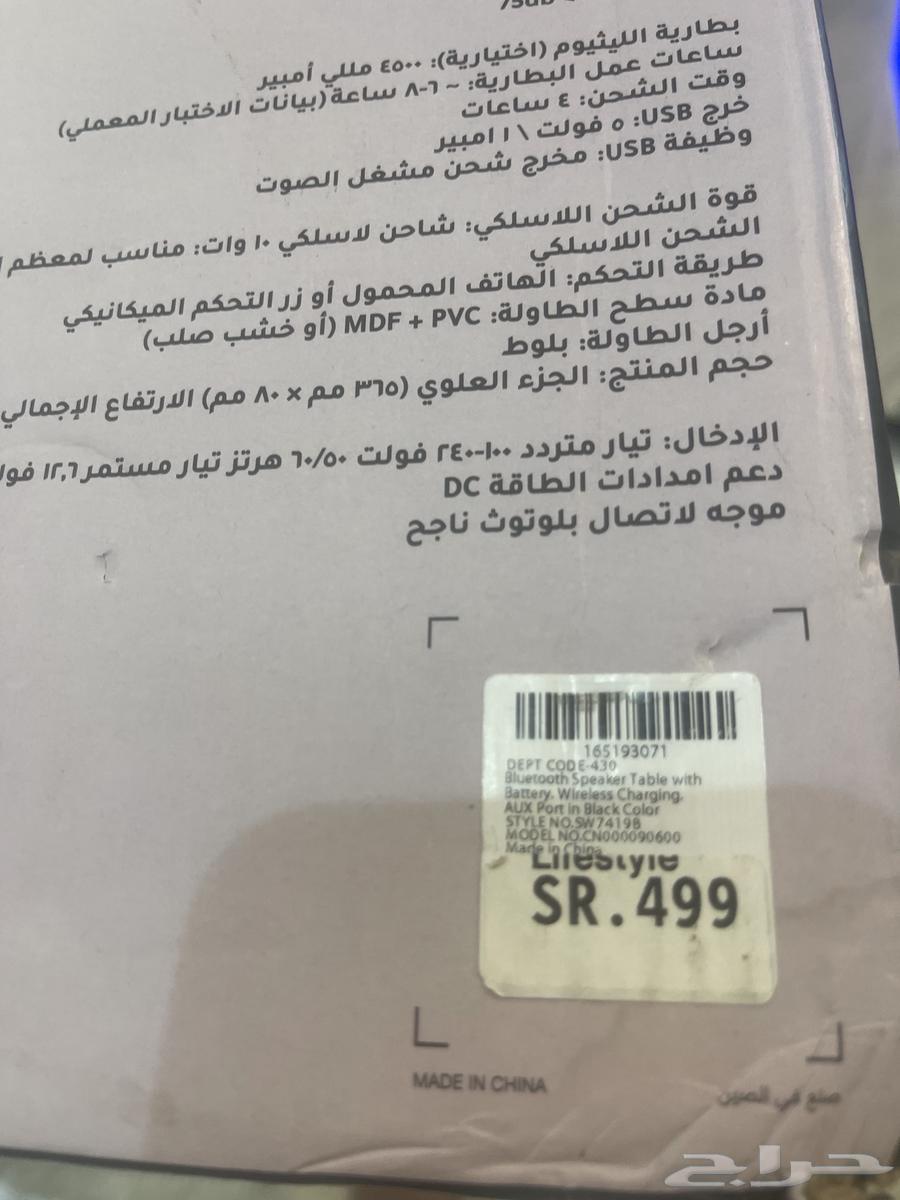 بطارية الليثيوم (اختيارية): ٤٥٠٠ مللي أمبير
ساعات عمل البطارية: ~ ٦-٨ ساعة (بيانات الاختبار المعملي)
وقت الشحن: ٤ ساعات
خرج USB: ٥ فولت \ ١ امبير
وظيفة USB: مخرج شحن مشغل الصوت
قوة الشحن اللاسلكي: شاحن لاسلكي ١٠ وات: مناسب لمعظم
الشحن اللاسلكي
طريقة التحكم: الهاتف المحمول أو زر التحكم الميكانيكي
مادة سطح الطاولة: MDF + PVC (أو خشب صلب)
أرجل الطاولة: بلوط
حجم المنتج: الجزء العلوي (٣٦٥ مم × ٨٠ مم) الارتفاع الإجمالي
الإدخال: تيار متردد ١٠٠-٢٤٠ فولت ٦٠/٥٠ هرتز تيار مستمر ١٢,٦
دعم امدادات الطاقة DC
موجه لاتصال بلوتوث ناجح
165193071
DEPT CODE-430
Bluetooth Speaker Table with
Battery, Wireless Charging,
AUX Port in Black Color
STYLE NO.SW7419B
MODEL NO.CN000090600
Made in China
Lifestyle
SR.499
MADE IN CHINA
صنع في الصين
حراج